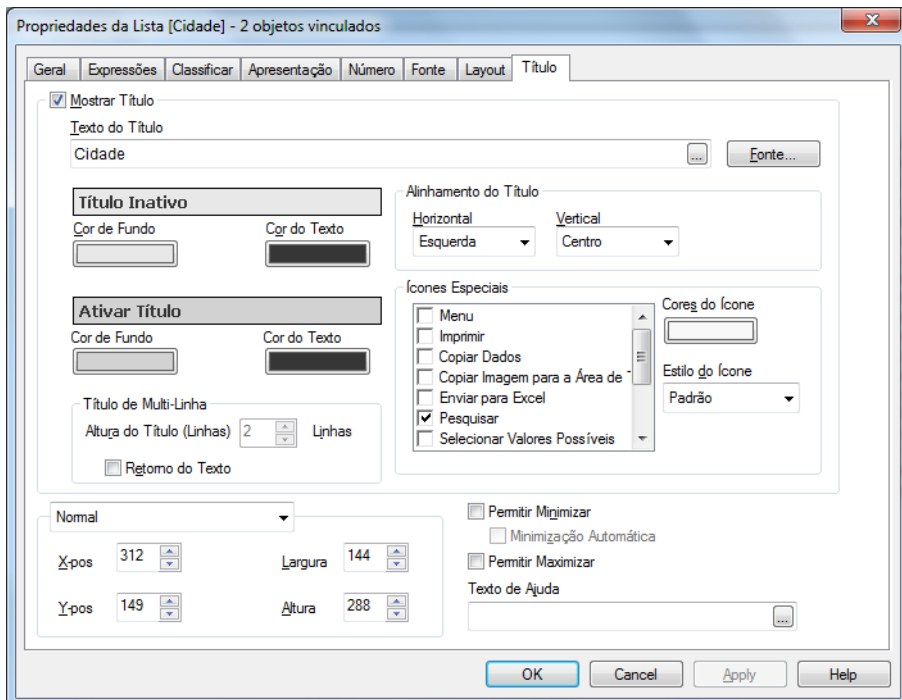 Propriedades da Lista [Cidade] - 2 objetos vinculados
Geral Expressões Classificar Apresentação Número Fonte Layout Título
Mostrar Título
Texto do Título
Cidade ... Fonte...
Título Inativo
Cor de Fundo Cor do Texto
Alinhamento do Título
Horizontal Vertical
Esquerda Centro
Ativar Título
Cor de Fundo Cor do Texto
Ícones Especiais
Menu
Imprimir
Copiar Dados
Copiar Imagem para a Área de
Enviar para Excel
Pesquisar
Selecionar Valores Possíveis
Cores do Ícone
Estilo do Ícone
Padrão
Título de Multi-Linha
Altura do Título (Linhas) 2 Linhas
Retorno do Texto
Normal
X-pos 312 Largura 144
Y-pos 149 Altura 288
Permitir Minimizar
Minimização Automática
Permitir Maximizar
Texto de Ajuda
...
OK Cancel Apply Help